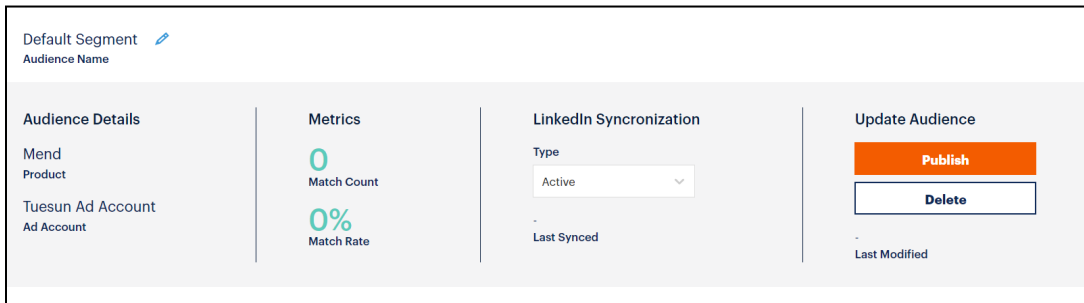 Default Segment
Audience Name
Audience Details
Mend
Product
Tuesun Ad Account
Ad Account
Metrics
0
Match Count
0%
Match Rate
LinkedIn Syncronization
Type
Active
-
Last Synced
Update Audience
Publish
Delete
-
Last Modified